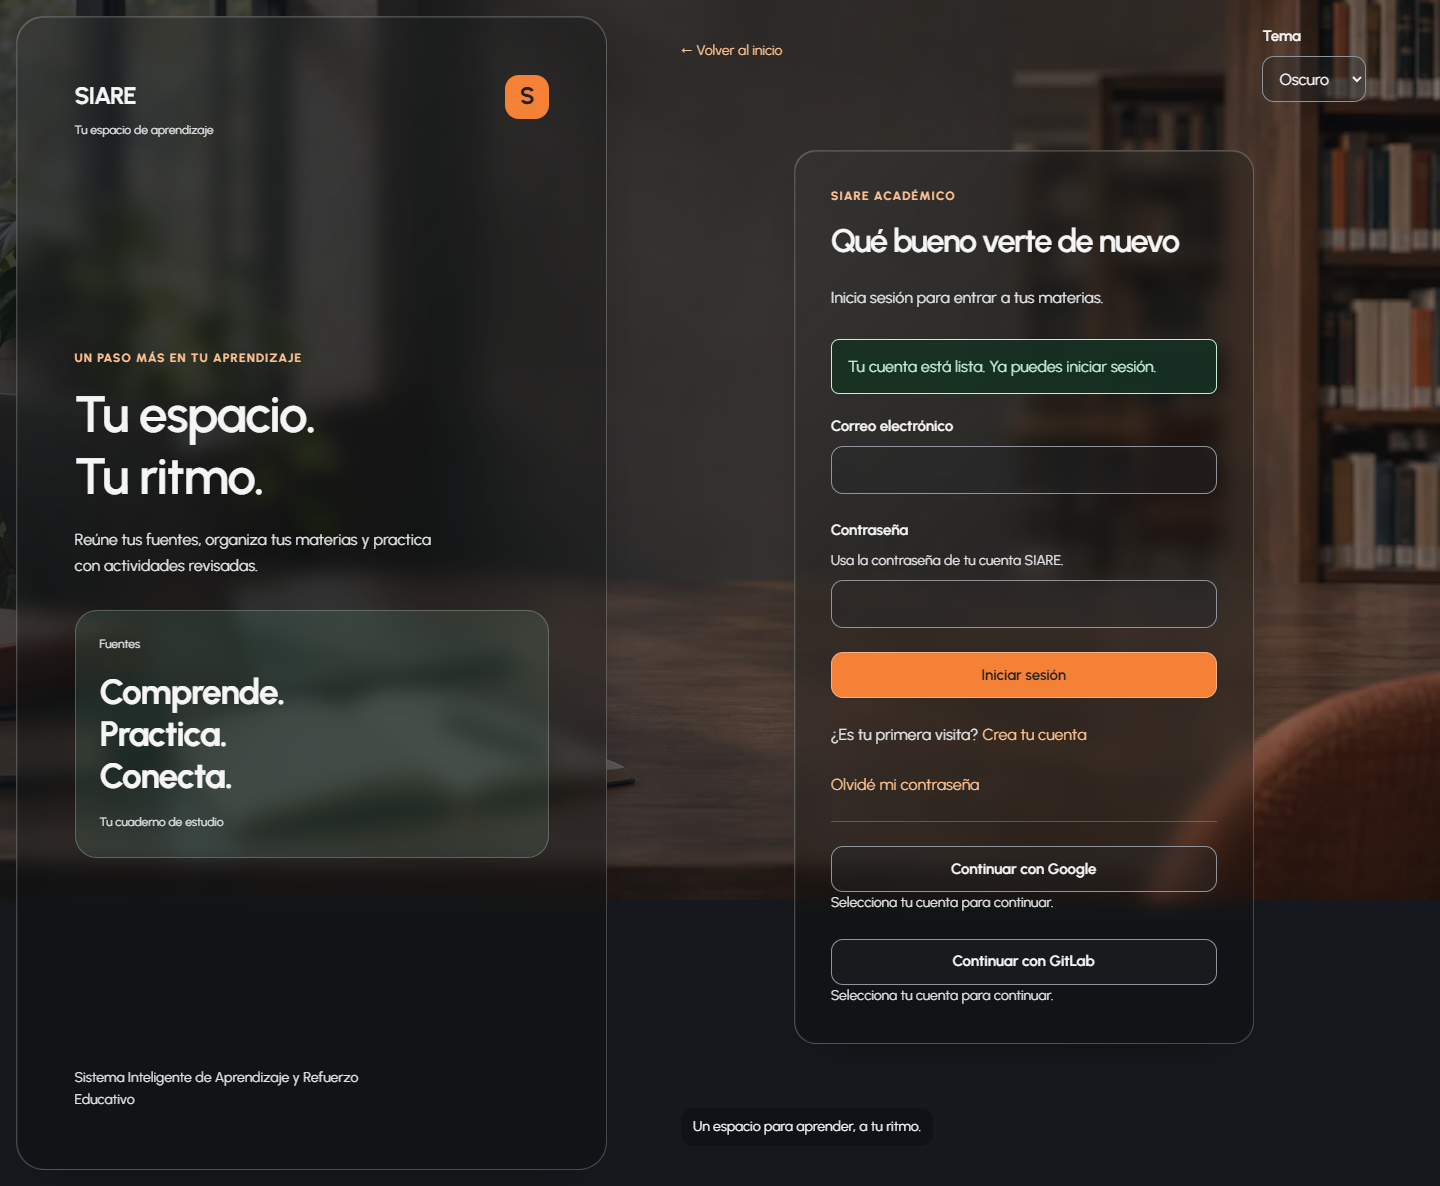 SIARE
S
Tu espacio de aprendizaje
UN PASO MÁS EN TU APRENDIZAJE
Tu espacio.
Tu ritmo.
Reúne tus fuentes, organiza tus materias y practica
con actividades revisadas.
Fuentes
Comprende.
Practica.
Conecta.
Tu cuaderno de estudio
Sistema Inteligente de Aprendizaje y Refuerzo
Educativo
← Volver al inicio
Tema
Oscuro
SIARE ACADÉMICO
Qué bueno verte de nuevo
Inicia sesión para entrar a tus materias.
Tu cuenta está lista. Ya puedes iniciar sesión.
Correo electrónico
Contraseña
Usa la contraseña de tu cuenta SIARE.
Iniciar sesión
¿Es tu primera visita? Crea tu cuenta
Olvidé mi contraseña
Continuar con Google
Selecciona tu cuenta para continuar.
Continuar con GitLab
Selecciona tu cuenta para continuar.
Un espacio para aprender, a tu ritmo.